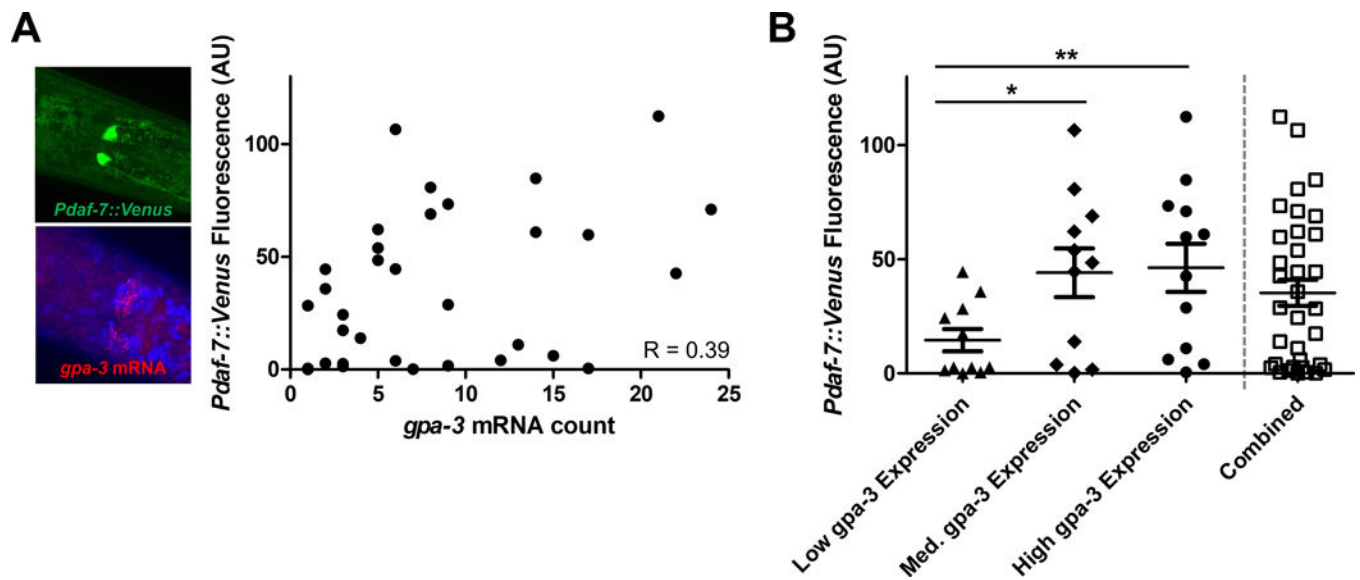 A
Pdaf-7::Venus
gpa-3 mRNA
Pdaf-7::Venus Fluorescence (AU)
100
50
0
0
5
10
15
20
25
gpa-3 mRNA count
R = 0.39
B
Pdaf-7::Venus Fluorescence (AU)
100
50
0
*
**
Low gpa-3 Expression
Med. gpa-3 Expression
High gpa-3 Expression
Combined